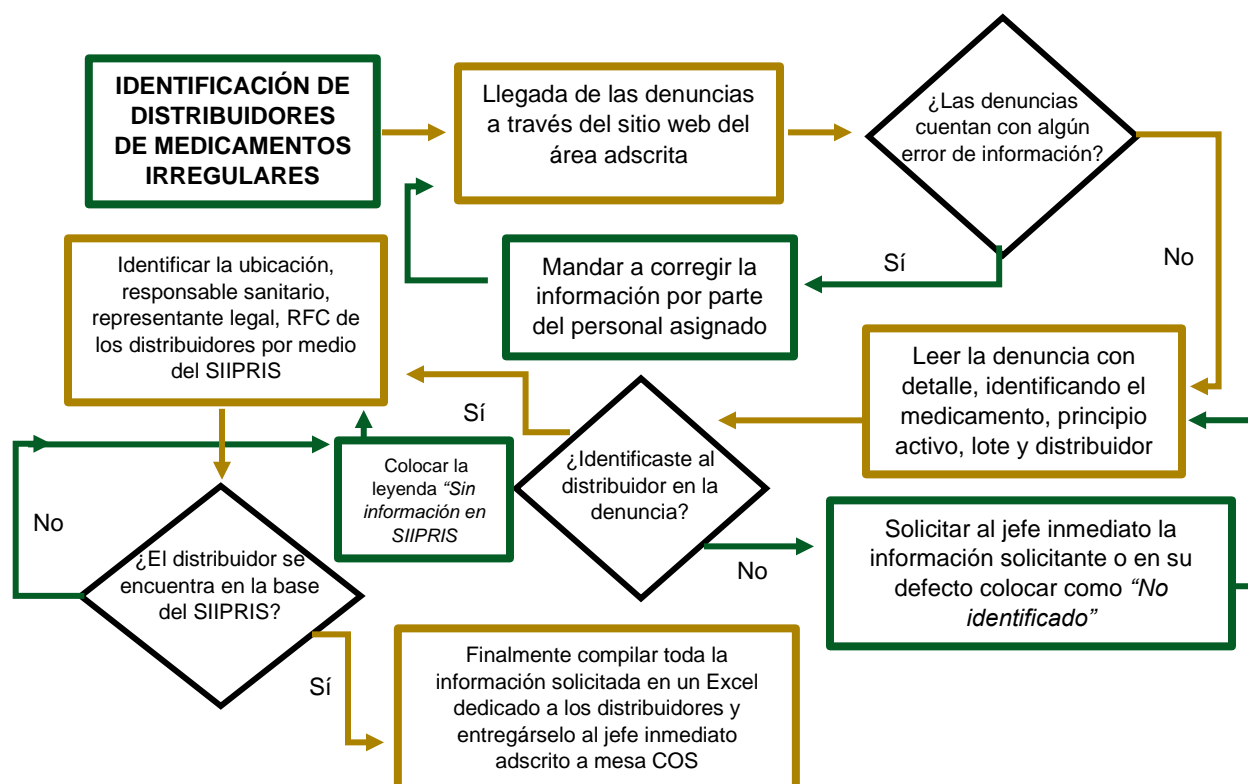 IDENTIFICACIÓN DE
DISTRIBUIDORES
DE MEDICAMENTOS
IRREGULARES
Llegada de las denuncias
a través del sitio web del
área adscrita
¿Las denuncias
cuentan con algún
error de información?
Sí
No
Mandar a corregir la
información por parte
del personal asignado
Leer la denuncia con
detalle, identificando el
medicamento, principio
activo, lote y distribuidor
¿Identificaste al
distribuidor en la
denuncia?
Sí
No
Solicitar al jefe inmediato la
información solicitante o en su
defecto colocar como “No
identificado”
Identificar la ubicación,
responsable sanitario,
representante legal, RFC de
los distribuidores por medio
del SIIPRIS
¿El distribuidor se
encuentra en la base
del SIIPRIS?
No
Colocar la
leyenda “Sin
información en
SIIPRIS
Sí
Finalmente compilar toda la
información solicitada en un Excel
dedicado a los distribuidores y
entregárselo al jefe inmediato
adscrito a mesa COS